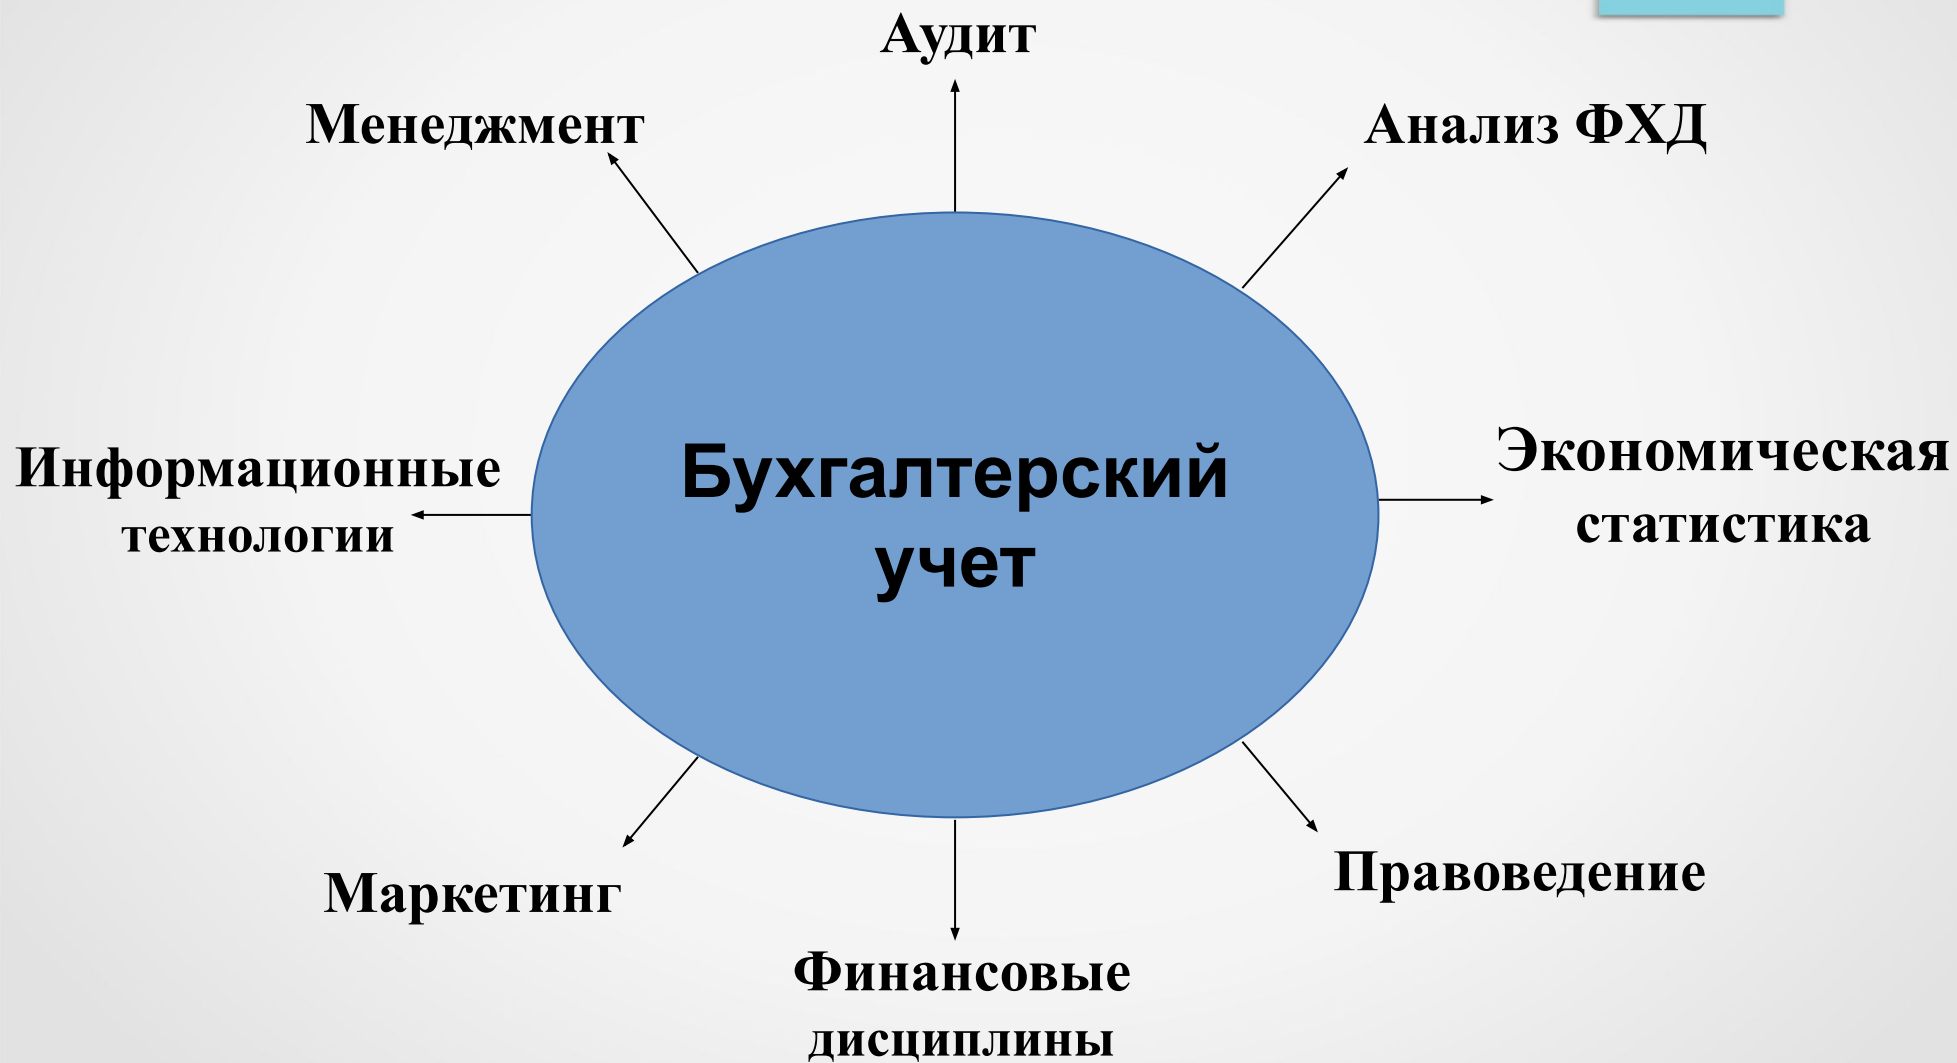 Аудит
Менеджмент
Анализ ФХД
Информационные
технологии
Бухгалтерский
учет
Экономическая
статистика
Маркетинг
Правоведение
Финансовые
дисциплины